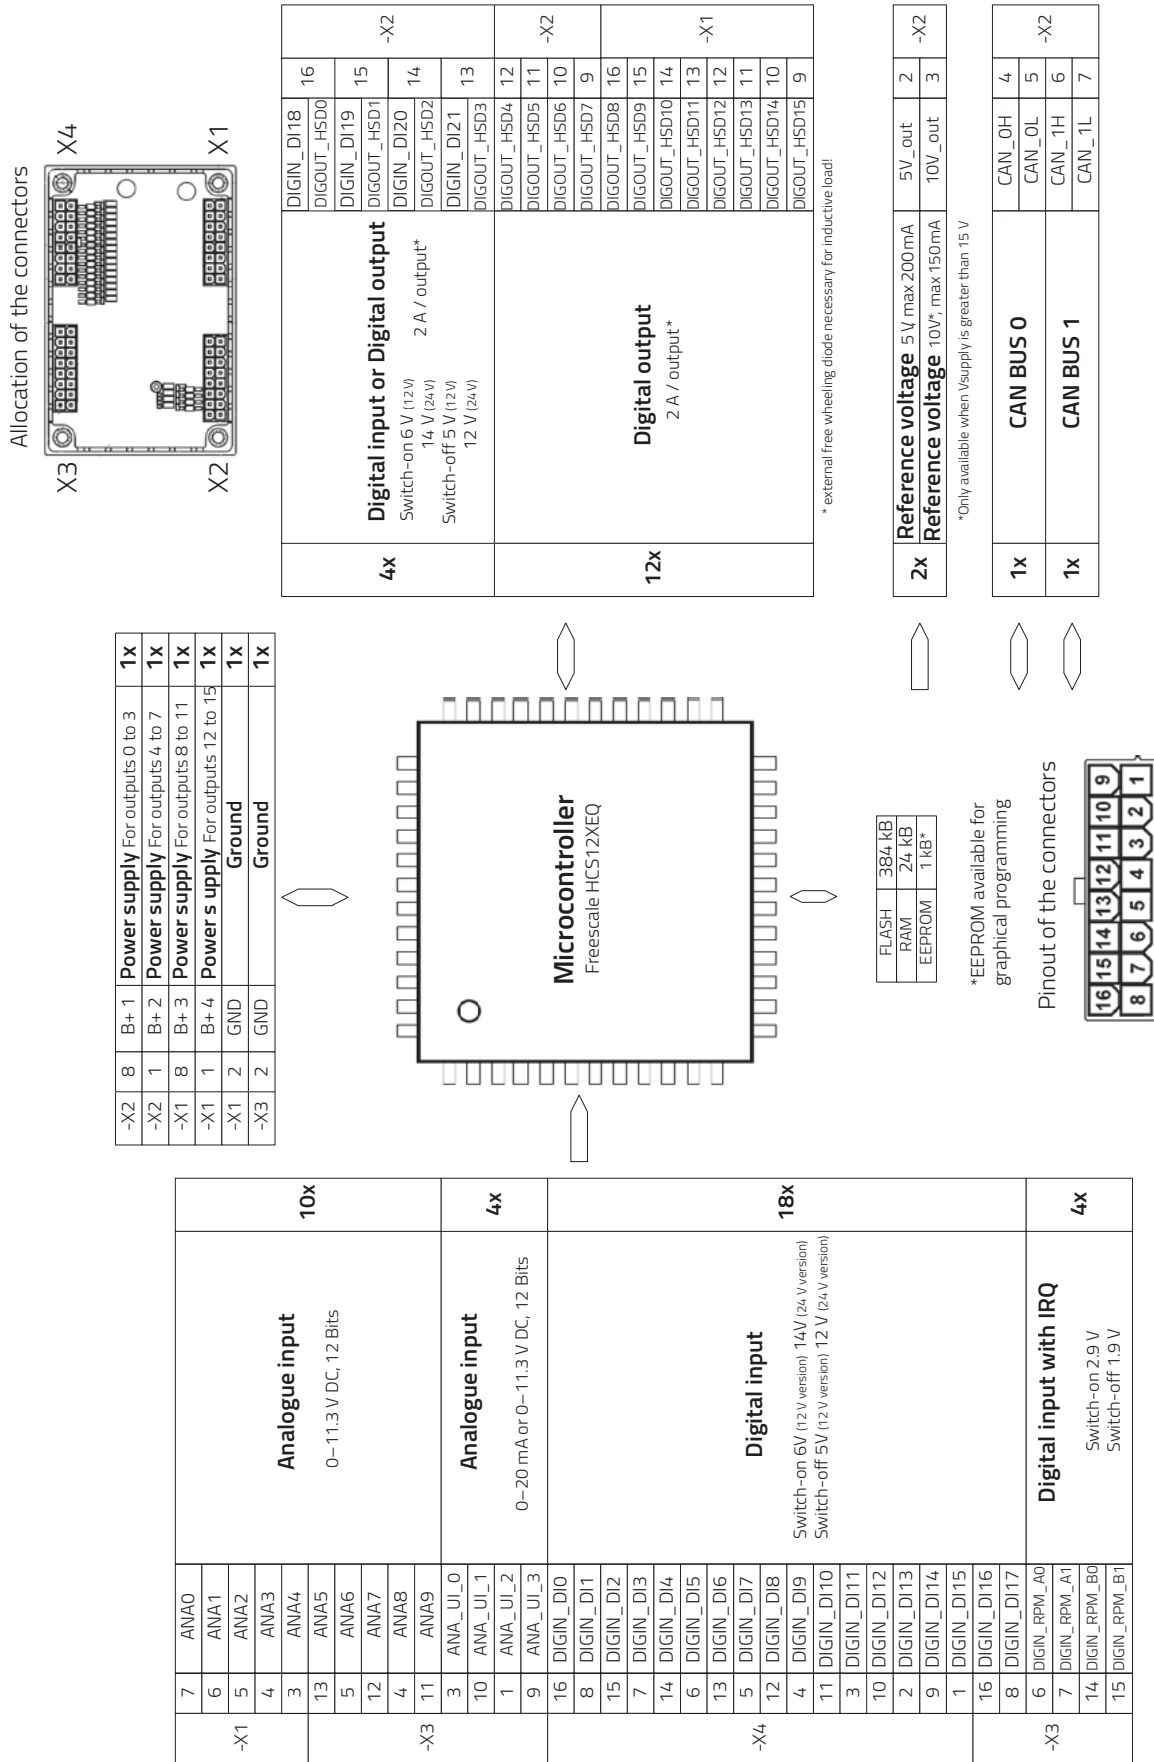 -X1
7 ANA0
6 ANA1
5 ANA2
4 ANA3
3 ANA4
-X3
13 ANA5
5 ANA6
12 ANA7
4 ANA8
11 ANA9
Analogue input
0–11.3 V DC, 12 Bits
10x
3 ANA_UI_0
10 ANA_UI_1
1 ANA_UI_2
9 ANA_UI_3
Analogue input
0–20 mA or 0–11.3 V DC, 12 Bits
4x
-X4
16 DIGIN_DI0
8 DIGIN_DI1
15 DIGIN_DI2
7 DIGIN_DI3
14 DIGIN_DI4
6 DIGIN_DI5
13 DIGIN_DI6
5 DIGIN_DI7
12 DIGIN_DI8
4 DIGIN_DI9
11 DIGIN_DI10
3 DIGIN_DI11
10 DIGIN_DI12
2 DIGIN_DI13
9 DIGIN_DI14
1 DIGIN_DI15
-X3
16 DIGIN_DI16
8 DIGIN_DI17
Digital input
Switch-on 6V (12 V version) 14V (24 V version)
Switch-off 5V (12 V version) 12 V (24 V version)
18x
6 DIGIN_RPM_A0
7 DIGIN_RPM_A1
14 DIGIN_RPM_B0
15 DIGIN_RPM_B1
Digital input with IRQ
Switch-on 2.9 V
Switch-off 1.9 V
4x
-X2 8 B+ 1 Power supply For outputs 0 to 3 1x
-X2 1 B+ 2 Power supply For outputs 4 to 7 1x
-X1 8 B+ 3 Power supply For outputs 8 to 11 1x
-X1 1 B+ 4 Power s upply For outputs 12 to 15 1x
-X1 2 GND Ground 1x
-X3 2 GND Ground 1x
Microcontroller
Freescale HCS12XEQ
FLASH 384 kB
RAM 24 kB
EEPROM 1 kB*
*EEPROM available for
graphical programming
Pinout of the connectors
16 15 14 13 12 11 10 9
8 7 6 5 4 3 2 1
Allocation of the connectors
X3 X4
X2 X1
4x
Digital input or Digital output
Switch-on 6 V (12V) 2 A / output*
14 V (24V)
Switch-off 5 V (12V)
12 V (24V)
DIGIN_DI18 16
DIGOUT_HSD0
DIGIN_DI19 15
DIGOUT_HSD1
DIGIN_DI20 14
DIGOUT_HSD2
DIGIN_DI21 13
DIGOUT_HSD3
-X2
12x
Digital output
2 A / output*
DIGOUT_HSD4 12
DIGOUT_HSD5 11
DIGOUT_HSD6 10
DIGOUT_HSD7 9
-X2
DIGOUT_HSD8 16
DIGOUT_HSD9 15
DIGOUT_HSD10 14
DIGOUT_HSD11 13
DIGOUT_HSD12 12
DIGOUT_HSD13 11
DIGOUT_HSD14 10
DIGOUT_HSD15 9
-X1
* external free wheeling diode necessary for inductive load!
2x
Reference voltage 5 V, max 200mA 5V_out 2
Reference voltage 10V*, max 150mA 10V_out 3
-X2
*Only available when Vsupply is greater than 15 V
1x CAN BUS 0
CAN_0H 4
CAN_0L 5
1x CAN BUS 1
CAN_1H 6
CAN_1L 7
-X2